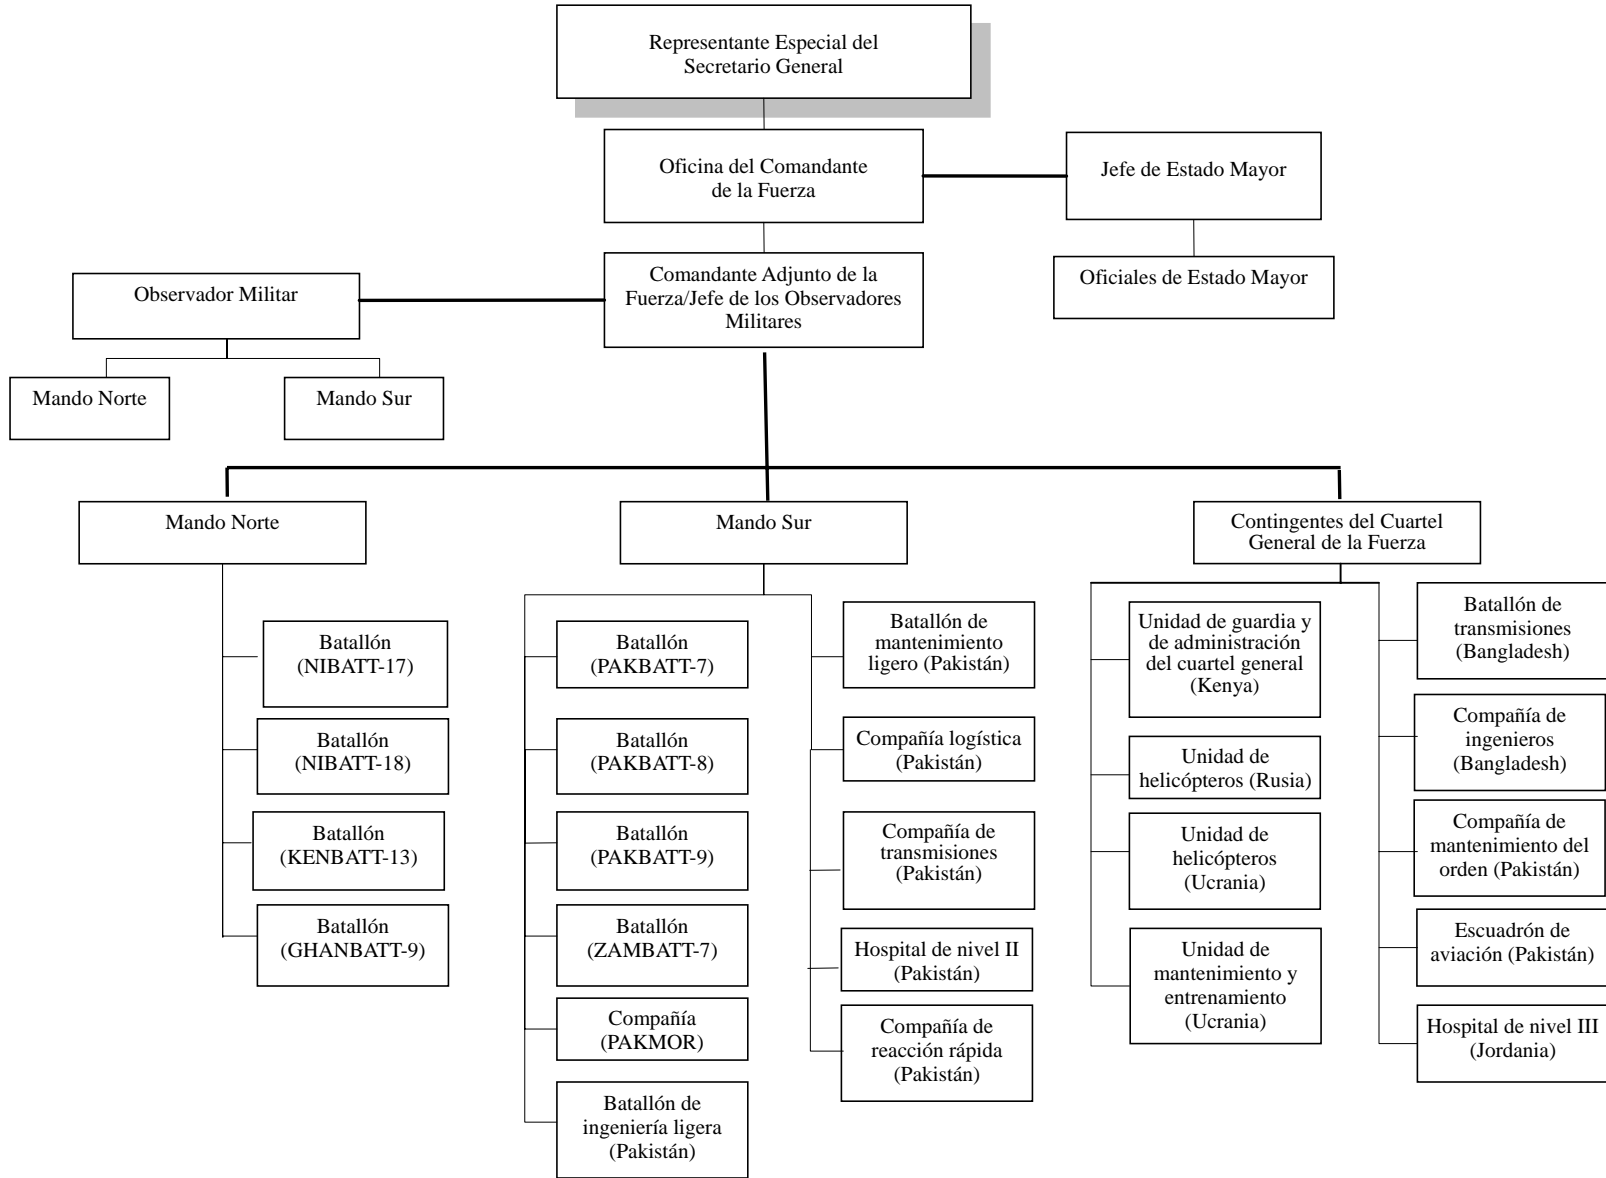 Representante Especial del
Secretario General
Oficina del Comandante
de la Fuerza
Jefe de Estado Mayor
Oficiales de Estado Mayor
Comandante Adjunto de la
Fuerza/Jefe de los Observadores
Militares
Observador Militar
Mando Norte
Mando Sur
Mando Norte
Mando Sur
Contingentes del Cuartel
General de la Fuerza
Batallón
(NIBATT-17)
Batallón
(NIBATT-18)
Batallón
(KENBATT-13)
Batallón
(GHANBATT-9)
Batallón
(PAKBATT-7)
Batallón
(PAKBATT-8)
Batallón
(PAKBATT-9)
Batallón
(ZAMBATT-7)
Compañía
(PAKMOR)
Batallón de
ingeniería ligera
(Pakistán)
Batallón de
mantenimiento
ligero (Pakistán)
Compañía logística
(Pakistán)
Compañía de
transmisiones
(Pakistán)
Hospital de nivel II
(Pakistán)
Compañía de
reacción rápida
(Pakistán)
Unidad de guardia y
de administración
del cuartel general
(Kenya)
Unidad de
helicópteros (Rusia)
Unidad de
helicópteros
(Ucrania)
Unidad de
mantenimiento y
entrenamiento
(Ucrania)
Batallón de
transmisiones
(Bangladesh)
Compañía de
ingenieros
(Bangladesh)
Compañía de
mantenimiento del
orden (Pakistán)
Escuadrón de
aviación (Pakistán)
Hospital de nivel III
(Jordania)